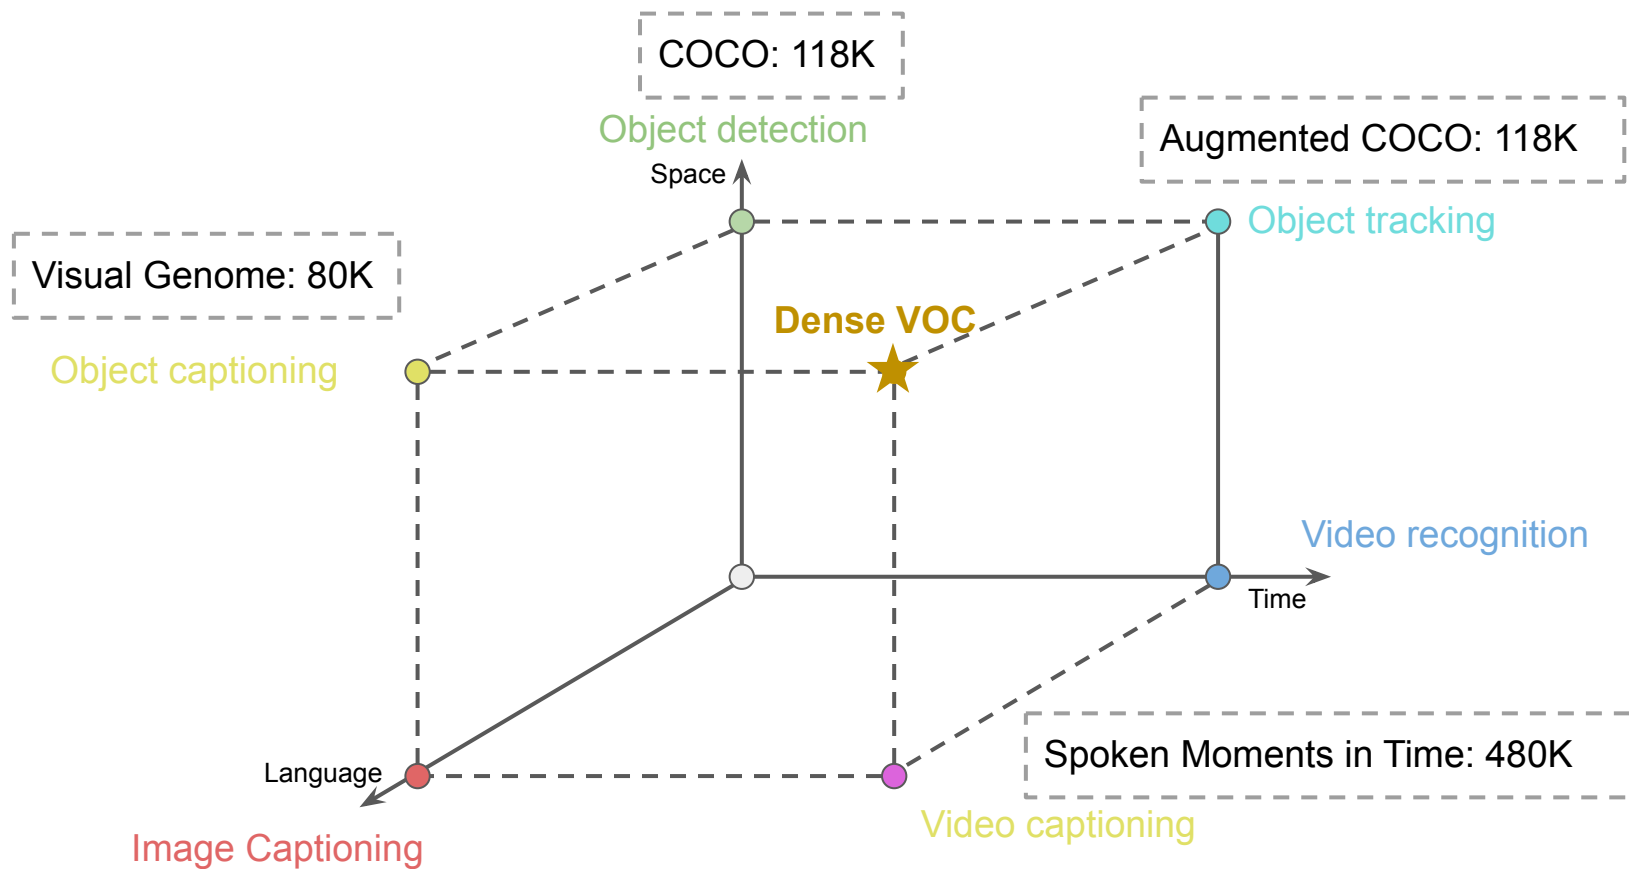 COCO: 118K
Object detection
Augmented COCO: 118K
Space
Object tracking
Visual Genome: 80K
Dense VOC
Object captioning
Video recognition
Time
Spoken Moments in Time: 480K
Language
Video captioning
Image Captioning